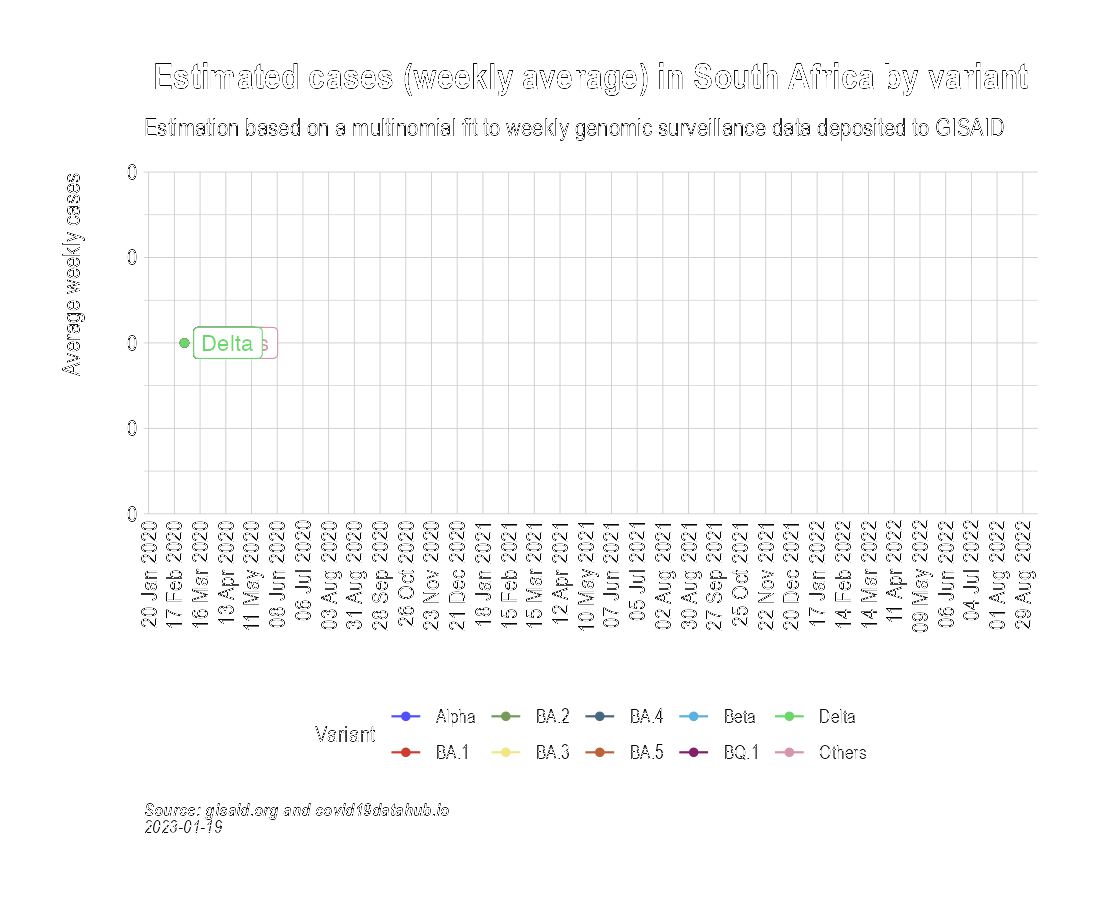 Estimated cases (weekly average) in South Africa by variant
Estimation based on a multinomial fit to weekly genomic surveillance data deposited to GISAID
Average weekly cases
0
0
0
0
0
Delta
s
20 Jan 2020
17 Feb 2020
16 Mar 2020
13 Apr 2020
11 May 2020
08 Jun 2020
06 Jul 2020
03 Aug 2020
31 Aug 2020
28 Sep 2020
26 Oct 2020
23 Nov 2020
21 Dec 2020
18 Jan 2021
15 Feb 2021
15 Mar 2021
12 Apr 2021
10 May 2021
07 Jun 2021
05 Jul 2021
02 Aug 2021
30 Aug 2021
27 Sep 2021
25 Oct 2021
22 Nov 2021
20 Dec 2021
17 Jan 2022
14 Feb 2022
14 Mar 2022
11 Apr 2022
09 May 2022
06 Jun 2022
04 Jul 2022
01 Aug 2022
29 Aug 2022
Variant
Alpha BA.2 BA.4 Beta Delta
BA.1 BA.3 BA.5 BQ.1 Others
Source: gisaid.org and covid19datahub.io
2023-01-19